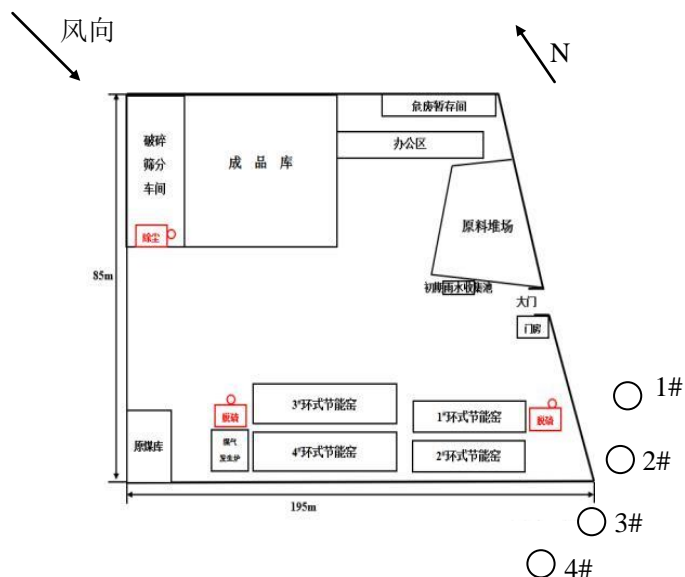 风向
N
危废暂存间
破碎
筛分
车间
成 品 库
办公区
原料堆场
除尘
85m
初期雨水收集池
大门
门房
3#环式节能窑
1#环式节能窑
脱硫
脱硫
原煤库
煤气
发生炉
4#环式节能窑
2#环式节能窑
195m
1#
2#
3#
4#